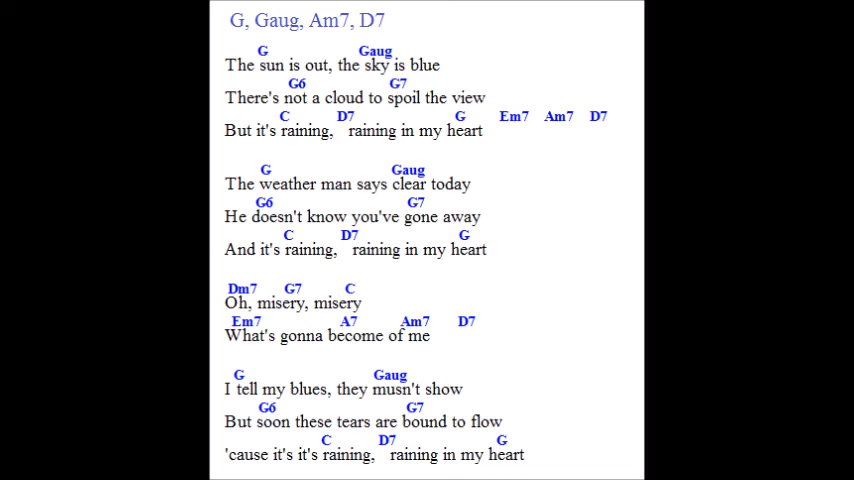 G, Gaug, Am7, D7
G Gaug
The sun is out, the sky is blue
G6 G7
There's not a cloud to spoil the view
C D7 G Em7 Am7 D7
But it's raining, raining in my heart
G Gaug
The weather man says clear today
G6 G7
He doesn't know you've gone away
C D7 G
And it's raining, raining in my heart
Dm7 G7 C
Oh, misery, misery
Em7 A7 Am7 D7
What's gonna become of me
G Gaug
I tell my blues, they musn't show
G6 G7
But soon these tears are bound to flow
C D7 G
'cause it's it's raining, raining in my heart